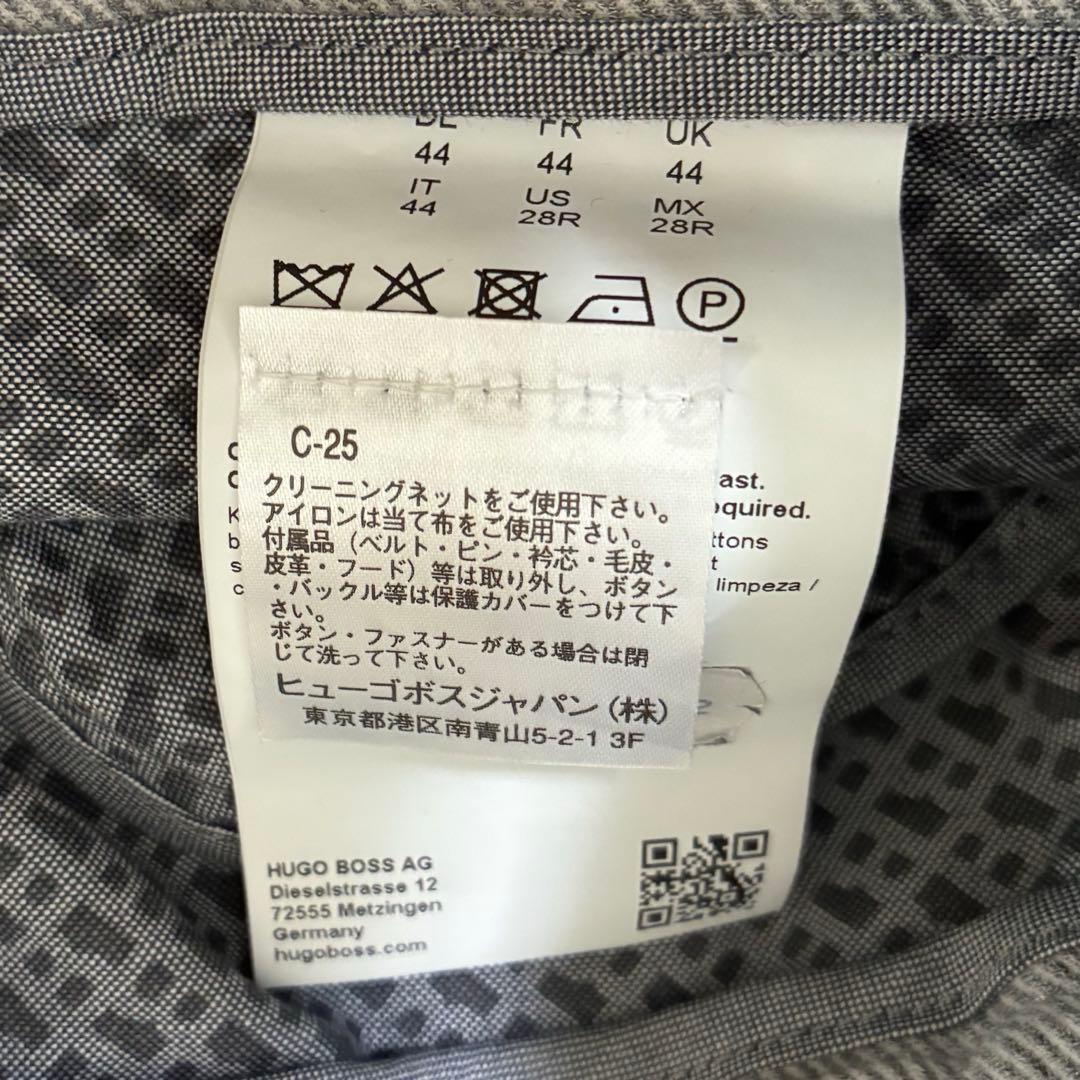 DE FR UK
44 44 44
IT US MX
44 28R 28R
P
C-25
クリーニングネットをご使用下さい。
アイロンは当て布をご使用下さい。
付属品（ベルト・ピン・衿芯・毛皮・
皮革・フード）等は取り外し、ボタン
・バックル等は保護カバーをつけて下
さい。
ボタン・ファスナーがある場合は閉
じて洗って下さい。
ヒューゴボスジャパン（株）
東京都港区南青山5-2-1 3F
ast.
equired.
ttons
t
limpeza /
HUGO BOSS AG
Dieselstrasse 12
72555 Metzingen
Germany
hugoboss.com